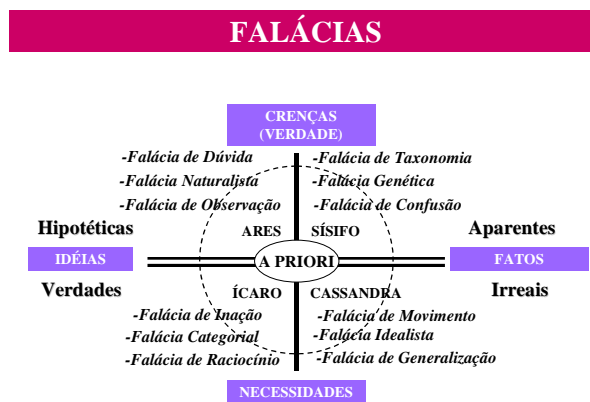 FALÁCIAS
CRENÇAS
(VERDADE)
-Falácia de Dúvida
-Falácia de Taxonomia
-Falácia Naturalista
-Falácia Genética
-Falácia de Observação
-Falácia de Confusão
Hipotéticas
ARES
SÍSIFO
Aparentes
IDÉIAS
A PRIORI
FATOS
Verdades
ÍCARO
CASSANDRA
Irreais
-Falácia de Inação
-Falácia de Movimento
-Falácia Categorial
-Falácia Idealista
-Falácia de Raciocínio
-Falácia de Generalização
NECESSIDADES